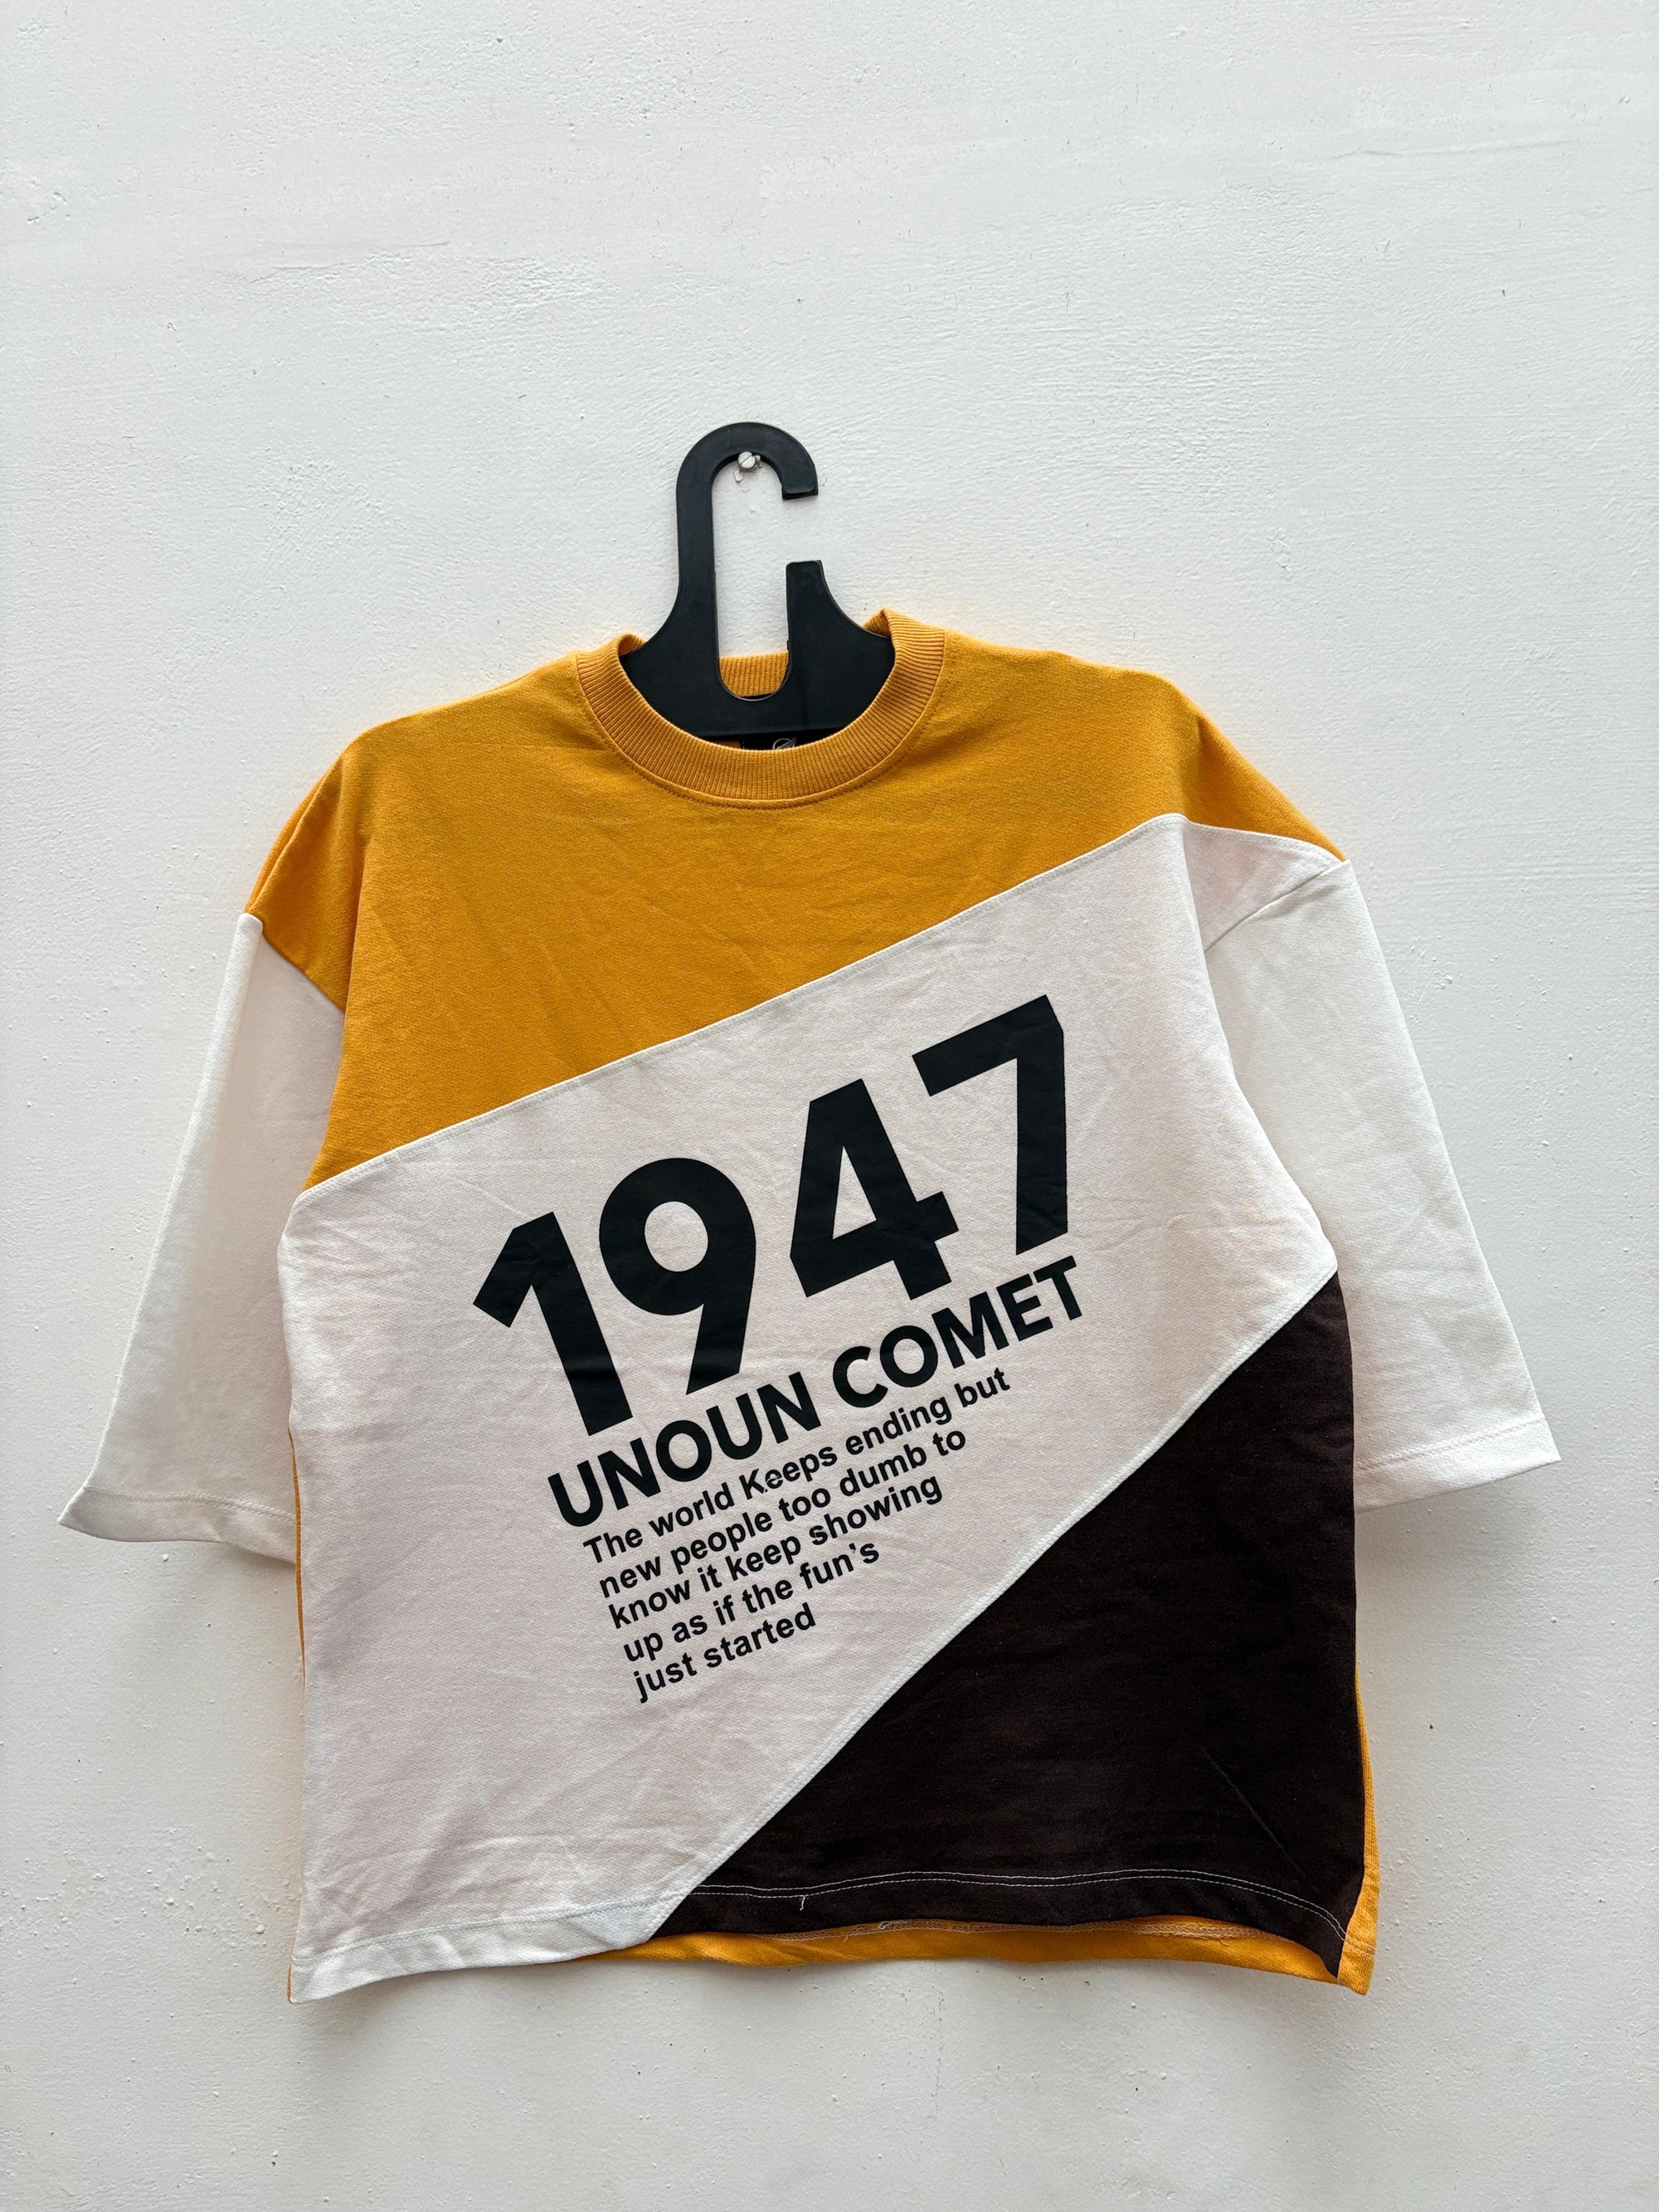 1947
UNOUN COMET
The world Keeps ending but
new people too dumb to
know it keep showing
up as if the fun's
just started